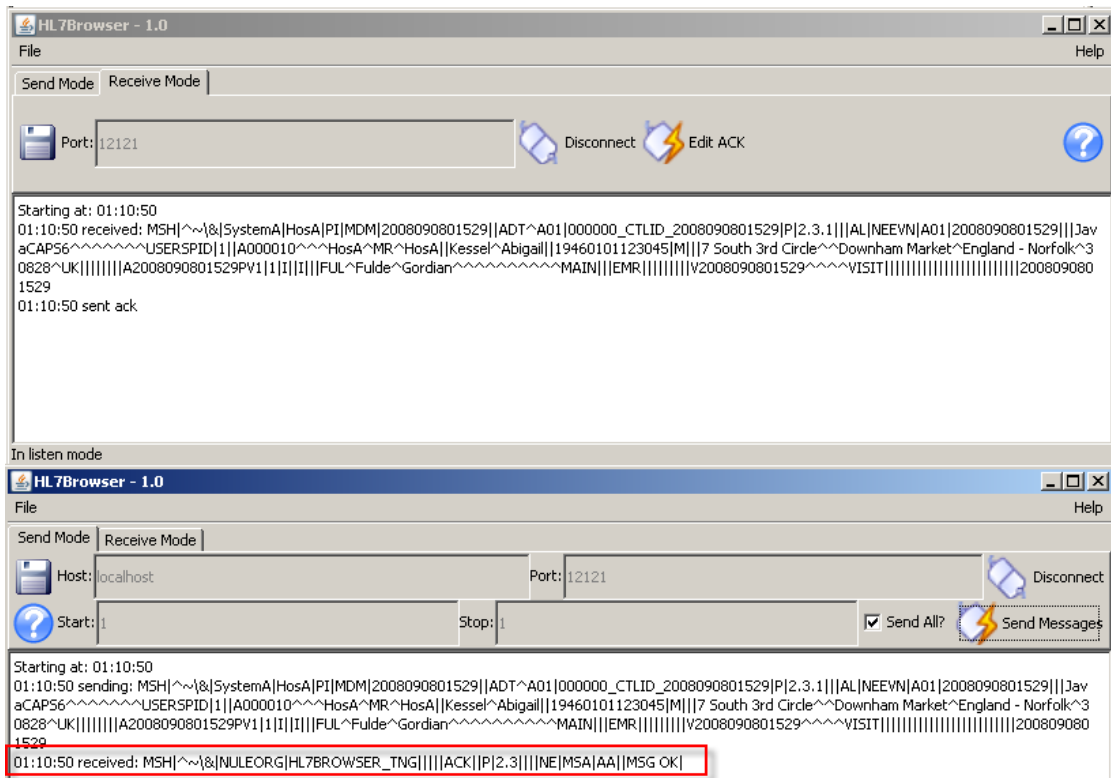 HL7Browser - 1.0
File Help
Send Mode Receive Mode
Port: 12121 Disconnect Edit ACK
Starting at: 01:10:50
01:10:50 received: MSH|^~\&|SystemA|HosA|PI|MDM|2008090801529||ADT^A01|000000_CTLID_2008090801529|P|2.3.1|||AL|NEEVN|A01|2008090801529|||Jav
aCAPS6^^^^^^^USERSPID|1||A000010^^^HosA^MR^HosA||Kessel^Abigail||19460101123045|M|||7 South 3rd Circle^^Downham Market^England - Norfolk^3
0828^UK||||||||A2008090801529PV1|1|I||I|||FUL^Fulde^Gordian^^^^^^^^^^MAIN|||EMR|||||||||V2008090801529^^^^VISIT|||||||||||||||||||||||||200809080
1529
01:10:50 sent ack
In listen mode
HL7Browser - 1.0
File Help
Send Mode Receive Mode
Host: localhost Port: 12121 Disconnect
Start: 1 Stop: 1 Send All? Send Messages
Starting at: 01:10:50
01:10:50 sending: MSH|^~\&|SystemA|HosA|PI|MDM|2008090801529||ADT^A01|000000_CTLID_2008090801529|P|2.3.1|||AL|NEEVN|A01|2008090801529|||Jav
aCAPS6^^^^^^^USERSPID|1||A000010^^^HosA^MR^HosA||Kessel^Abigail||19460101123045|M|||7 South 3rd Circle^^Downham Market^England - Norfolk^3
0828^UK||||||||A2008090801529PV1|1|I||I|||FUL^Fulde^Gordian^^^^^^^^^^MAIN|||EMR|||||||||V2008090801529^^^^VISIT|||||||||||||||||||||||||200809080
1529
01:10:50 received: MSH|^~\&|NULEORG|HL7BROWSER_TNG|||||ACK||P|2.3||||NE|MSA|AA||MSG OK|